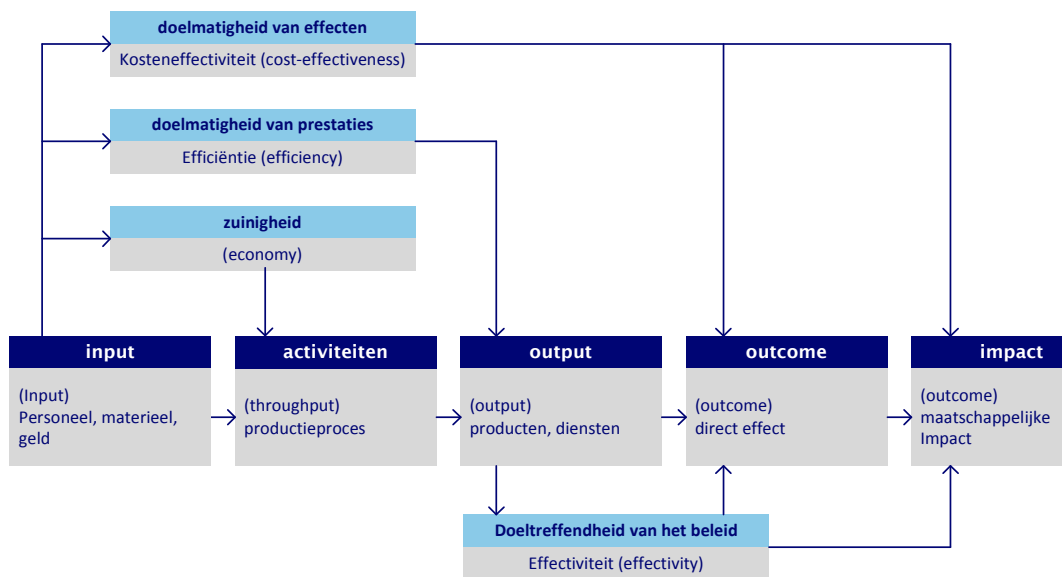 doelmatigheid van effecten
Kosteneffectiviteit (cost-effectiveness)
doelmatigheid van prestaties
Efficiëntie (efficiency)
zuinigheid
(economy)
input
(Input)
Personeel, materieel,
geld
activiteiten
(throughput)
productieproces
output
(output)
producten, diensten
outcome
(outcome)
direct effect
impact
(outcome)
maatschappelijke
Impact
Doeltreffendheid van het beleid
Effectiviteit (effectivity)